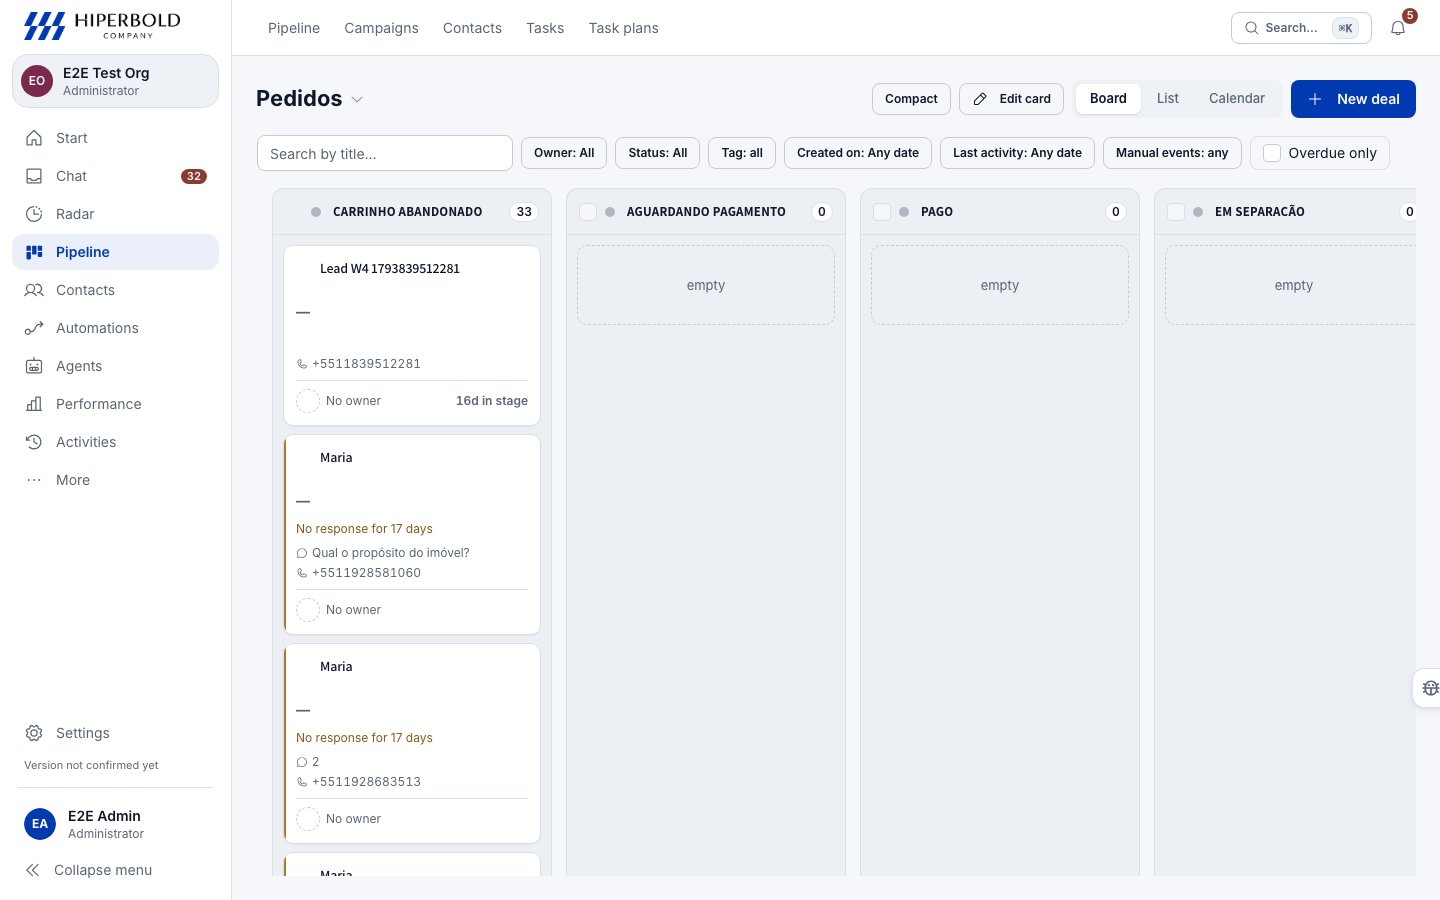 HIPERBOLD
COMPANY
EO
E2E Test Org
Administrator
Start
Chat
32
Radar
Pipeline
Contacts
Automations
Agents
Performance
Activities
More
Settings
Version not confirmed yet
EA
E2E Admin
Administrator
Collapse menu
Pipeline
Campaigns
Contacts
Tasks
Task plans
Search...
⌘K
5
Pedidos
Compact
Edit card
Board
List
Calendar
New deal
Search by title...
Owner: All
Status: All
Tag: all
Created on: Any date
Last activity: Any date
Manual events: any
Overdue only
CARRINHO ABANDONADO
33
Lead W4 1793839512281
—
+5511839512281
No owner
16d in stage
Maria
—
No response for 17 days
Qual o propósito do imóvel?
+5511928581060
No owner
Maria
—
No response for 17 days
2
+5511928683513
No owner
Maria
AGUARDANDO PAGAMENTO
0
empty
PAGO
0
empty
EM SEPARAÇÃO
0
empty